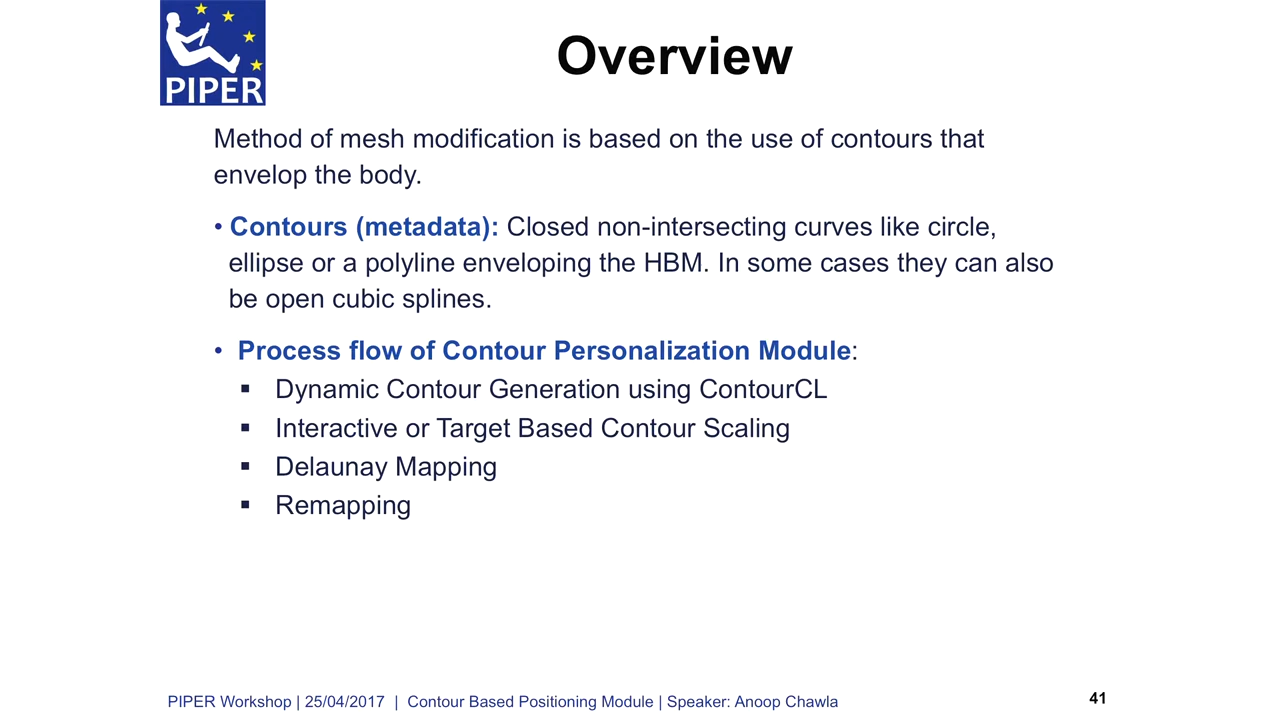 PIPER
Overview
Method of mesh modification is based on the use of contours that
envelop the body.
• Contours (metadata): Closed non-intersecting curves like circle,
ellipse or a polyline enveloping the HBM. In some cases they can also
be open cubic splines.
• Process flow of Contour Personalization Module:
▪ Dynamic Contour Generation using ContourCL
▪ Interactive or Target Based Contour Scaling
▪ Delaunay Mapping
▪ Remapping
PIPER Workshop | 25/04/2017 | Contour Based Positioning Module | Speaker: Anoop Chawla
41